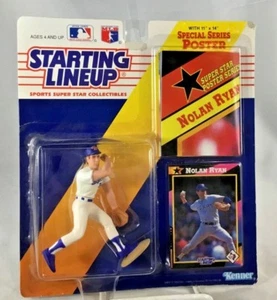 AGES 4 AND UP
STARTING
LINEUP
SPORTS SUPER STAR COLLECTIBLES
WITH 11" x 14"
SPECIAL SERIES
POSTER
SUPER STAR
POSTER SERIES
NOLAN RYAN
NOLAN RYAN
Kenner